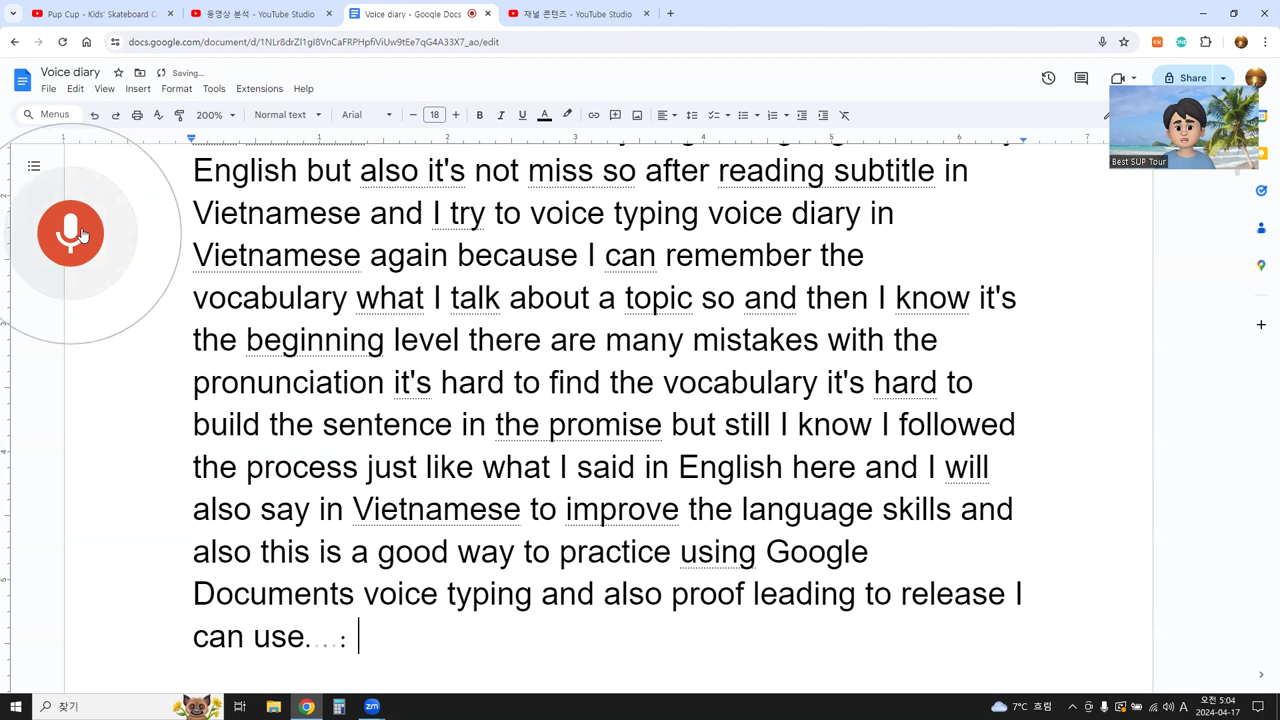 Pup Cup - Kids' Skateboard C
동영상 분석 - YouTube Studio
Voice diary - Google Docs
채널 콘텐츠 - YouTube Studio
docs.google.com/document/d/1NLr8drZI1gI8VnCaFRPHpfiViUw9tEe7qG4A33X7_ao/edit
Voice diary
Saving...
File Edit View Insert Format Tools Extensions Help
Share
Menus
200%
Normal text
Arial
18
B I U A
1 1 2 3 4 5 6 7
Best SUP Tour
English but also it's not miss so after reading subtitle in
Vietnamese and I try to voice typing voice diary in
Vietnamese again because I can remember the
vocabulary what I talk about a topic so and then I know it's
the beginning level there are many mistakes with the
pronunciation it's hard to find the vocabulary it's hard to
build the sentence in the promise but still I know I followed
the process just like what I said in English here and I will
also say in Vietnamese to improve the language skills and
also this is a good way to practice using Google
Documents voice typing and also proof leading to release I
can use....:
찾기
7°C 흐림
A
오전 5:04
2024-04-17